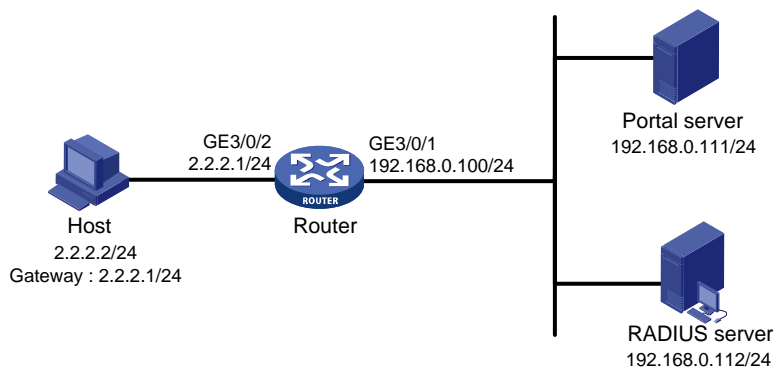 Portal server
192.168.0.111/24
GE3/0/2
2.2.2.1/24
GE3/0/1
192.168.0.100/24
ROUTER
Host
2.2.2.2/24
Gateway : 2.2.2.1/24
Router
RADIUS server
192.168.0.112/24